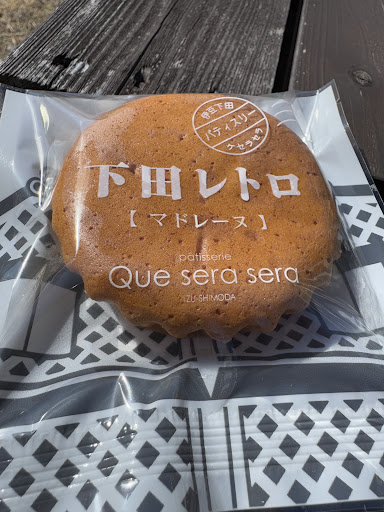 伊豆下田
パティスリー
ケセラセラ
下田レトロ
【マドレーヌ】
patisserie
Que sera sera
IZU-SHIMODA